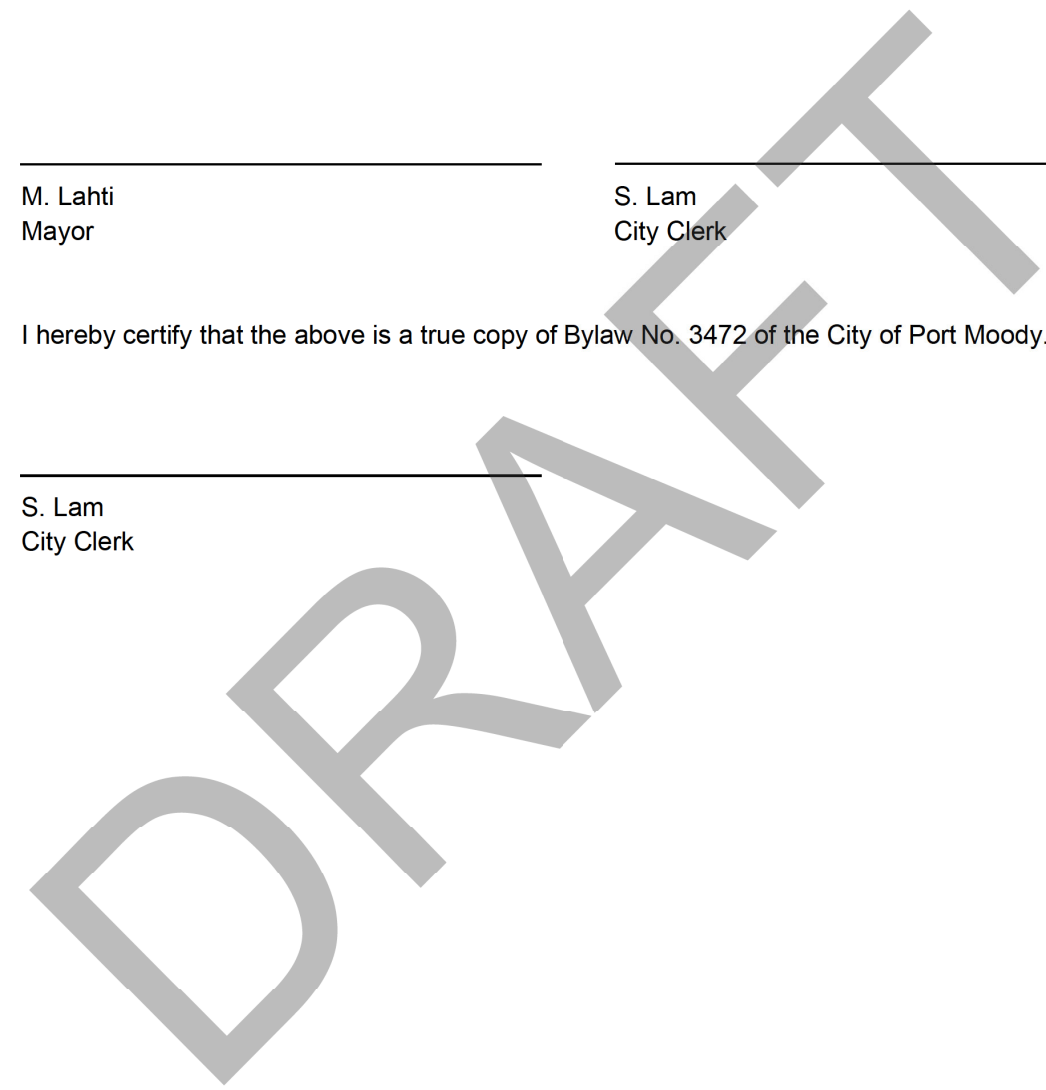 M. Lahti
Mayor
S. Lam
City Clerk
I hereby certify that the above is a true copy of Bylaw No. 3472 of the City of Port Moody.
S. Lam
City Clerk
DRAFT